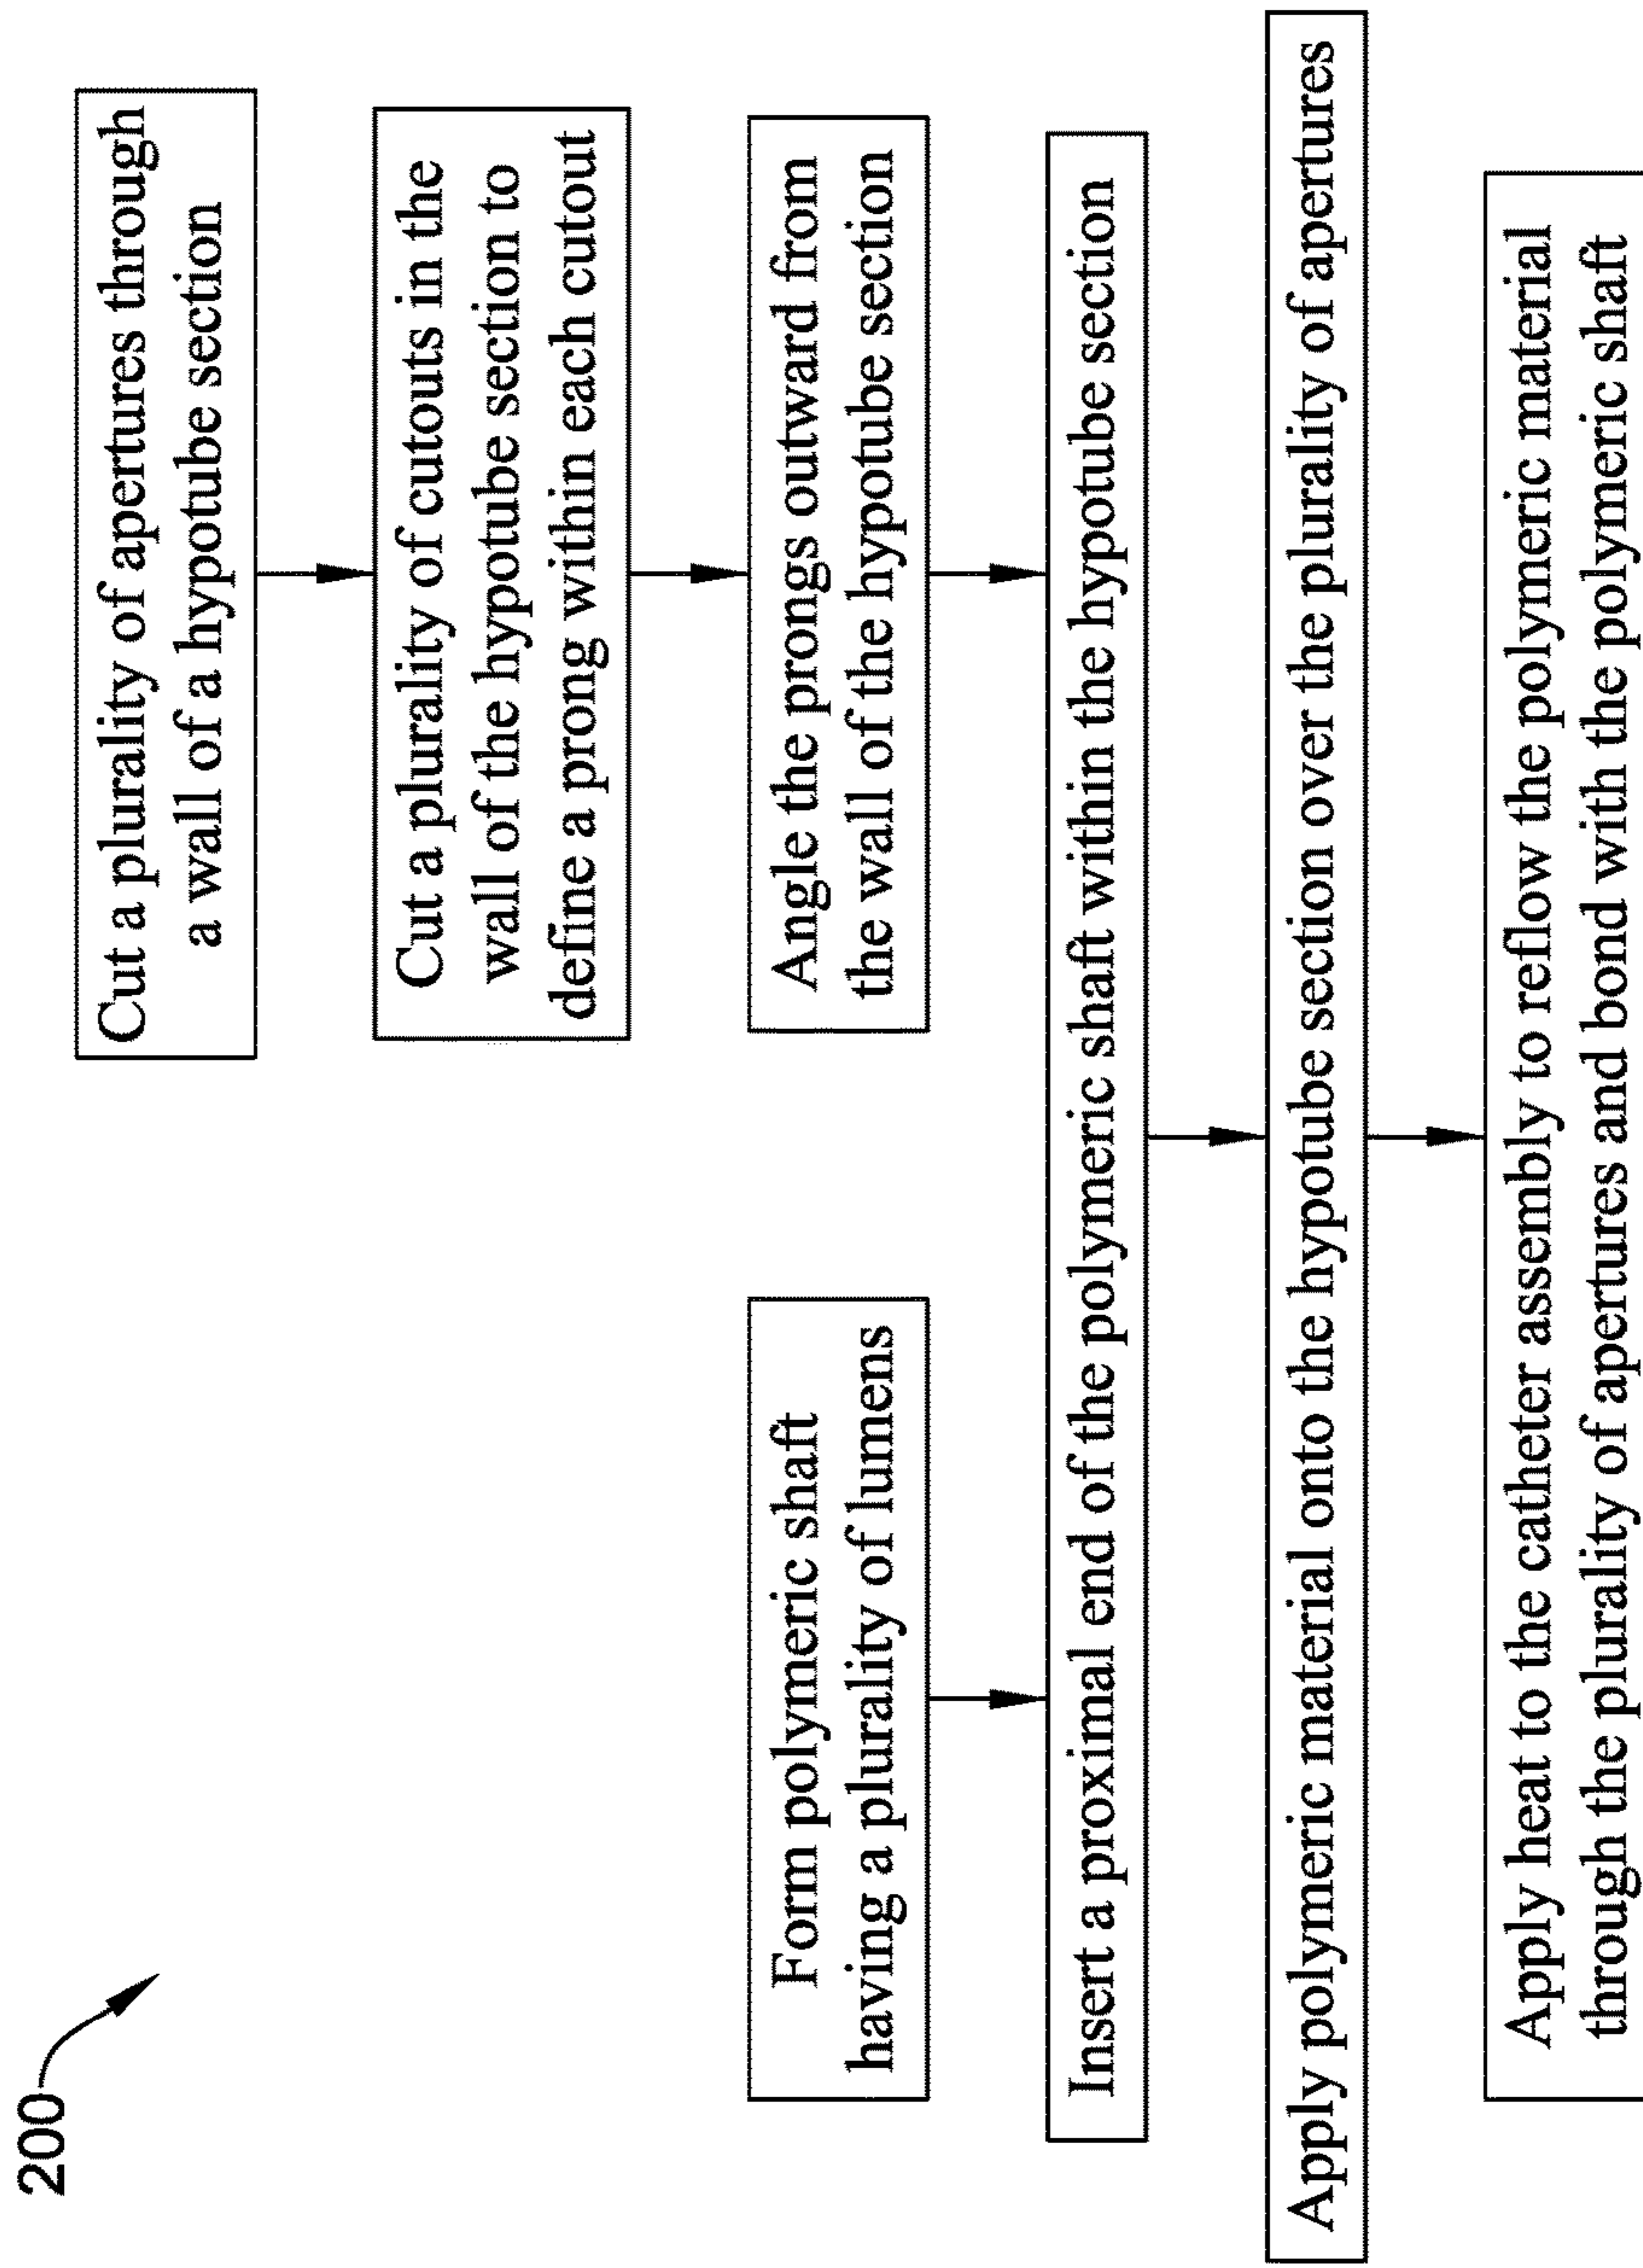 200
Cut a plurality of apertures through
a wall of a hypotube section
Cut a plurality of cutouts in the
wall of the hypotube section to
define a prong within each cutout
Form polymeric shaft
having a plurality of lumens
Angle the prongs outward from
the wall of the hypotube section
Insert a proximal end of the polymeric shaft within the hypotube section
Apply polymeric material onto the hypotube section over the plurality of apertures
Apply heat to the catheter assembly to reflow the polymeric material
through the plurality of apertures and bond with the polymeric shaft